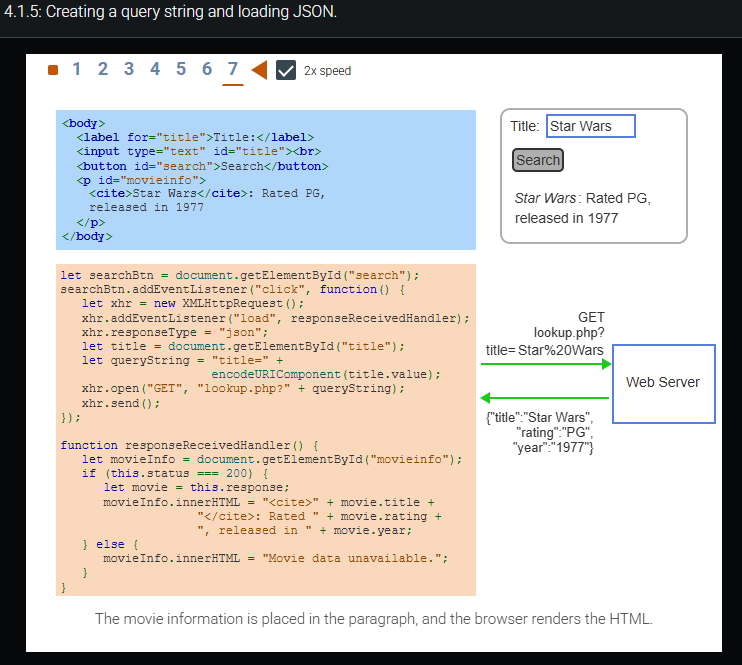 4.1.5: Creating a query string and loading JSON.
1 2 3 4 5 6 7 2x speed
<body>
<label for="title">Title:</label>
<input type="text" id="title"><br>
<button id="search">Search</button>
<p id="movieinfo">
<cite>Star Wars</cite>: Rated PG,
released in 1977
</p>
</body>
Title: Star Wars
Search
Star Wars: Rated PG,
released in 1977
let searchBtn = document.getElementById("search");
searchBtn.addEventListener("click", function() {
let xhr = new XMLHttpRequest();
xhr.addEventListener("load", responseReceivedHandler);
xhr.responseType = "json";
let title = document.getElementById("title");
let queryString = "title=" +
encodeURIComponent(title.value);
xhr.open("GET", "lookup.php?" + queryString);
xhr.send();
});
function responseReceivedHandler() {
let movieInfo = document.getElementById("movieinfo");
if (this.status === 200) {
let movie = this.response;
movieInfo.innerHTML = "<cite>" + movie.title +
"</cite>: Rated " + movie.rating +
", released in " + movie.year;
} else {
movieInfo.innerHTML = "Movie data unavailable.";
}
}
GET
lookup.php?
title=Star%20Wars
Web Server
{"title":"Star Wars",
"rating":"PG",
"year":"1977"}
The movie information is placed in the paragraph, and the browser renders the HTML.